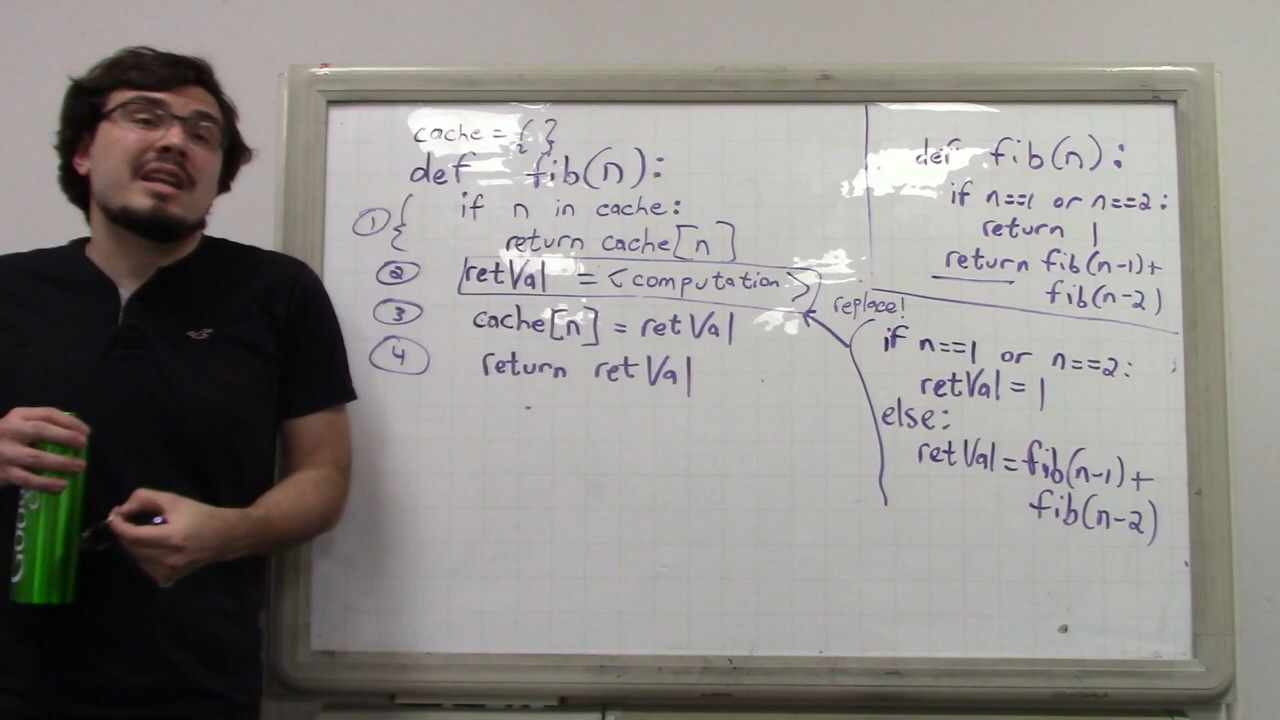 cache = {}
def fib(n):
① { if n in cache:
return cache[n]
② retVal = <computation>
③ cache[n] = retVal
④ return retVal
def fib(n):
if n==1 or n==2:
return 1
return fib(n-1)+
fib(n-2)
replace!
if n==1 or n==2:
retVal = 1
else:
retVal = fib(n-1)+
fib(n-2)